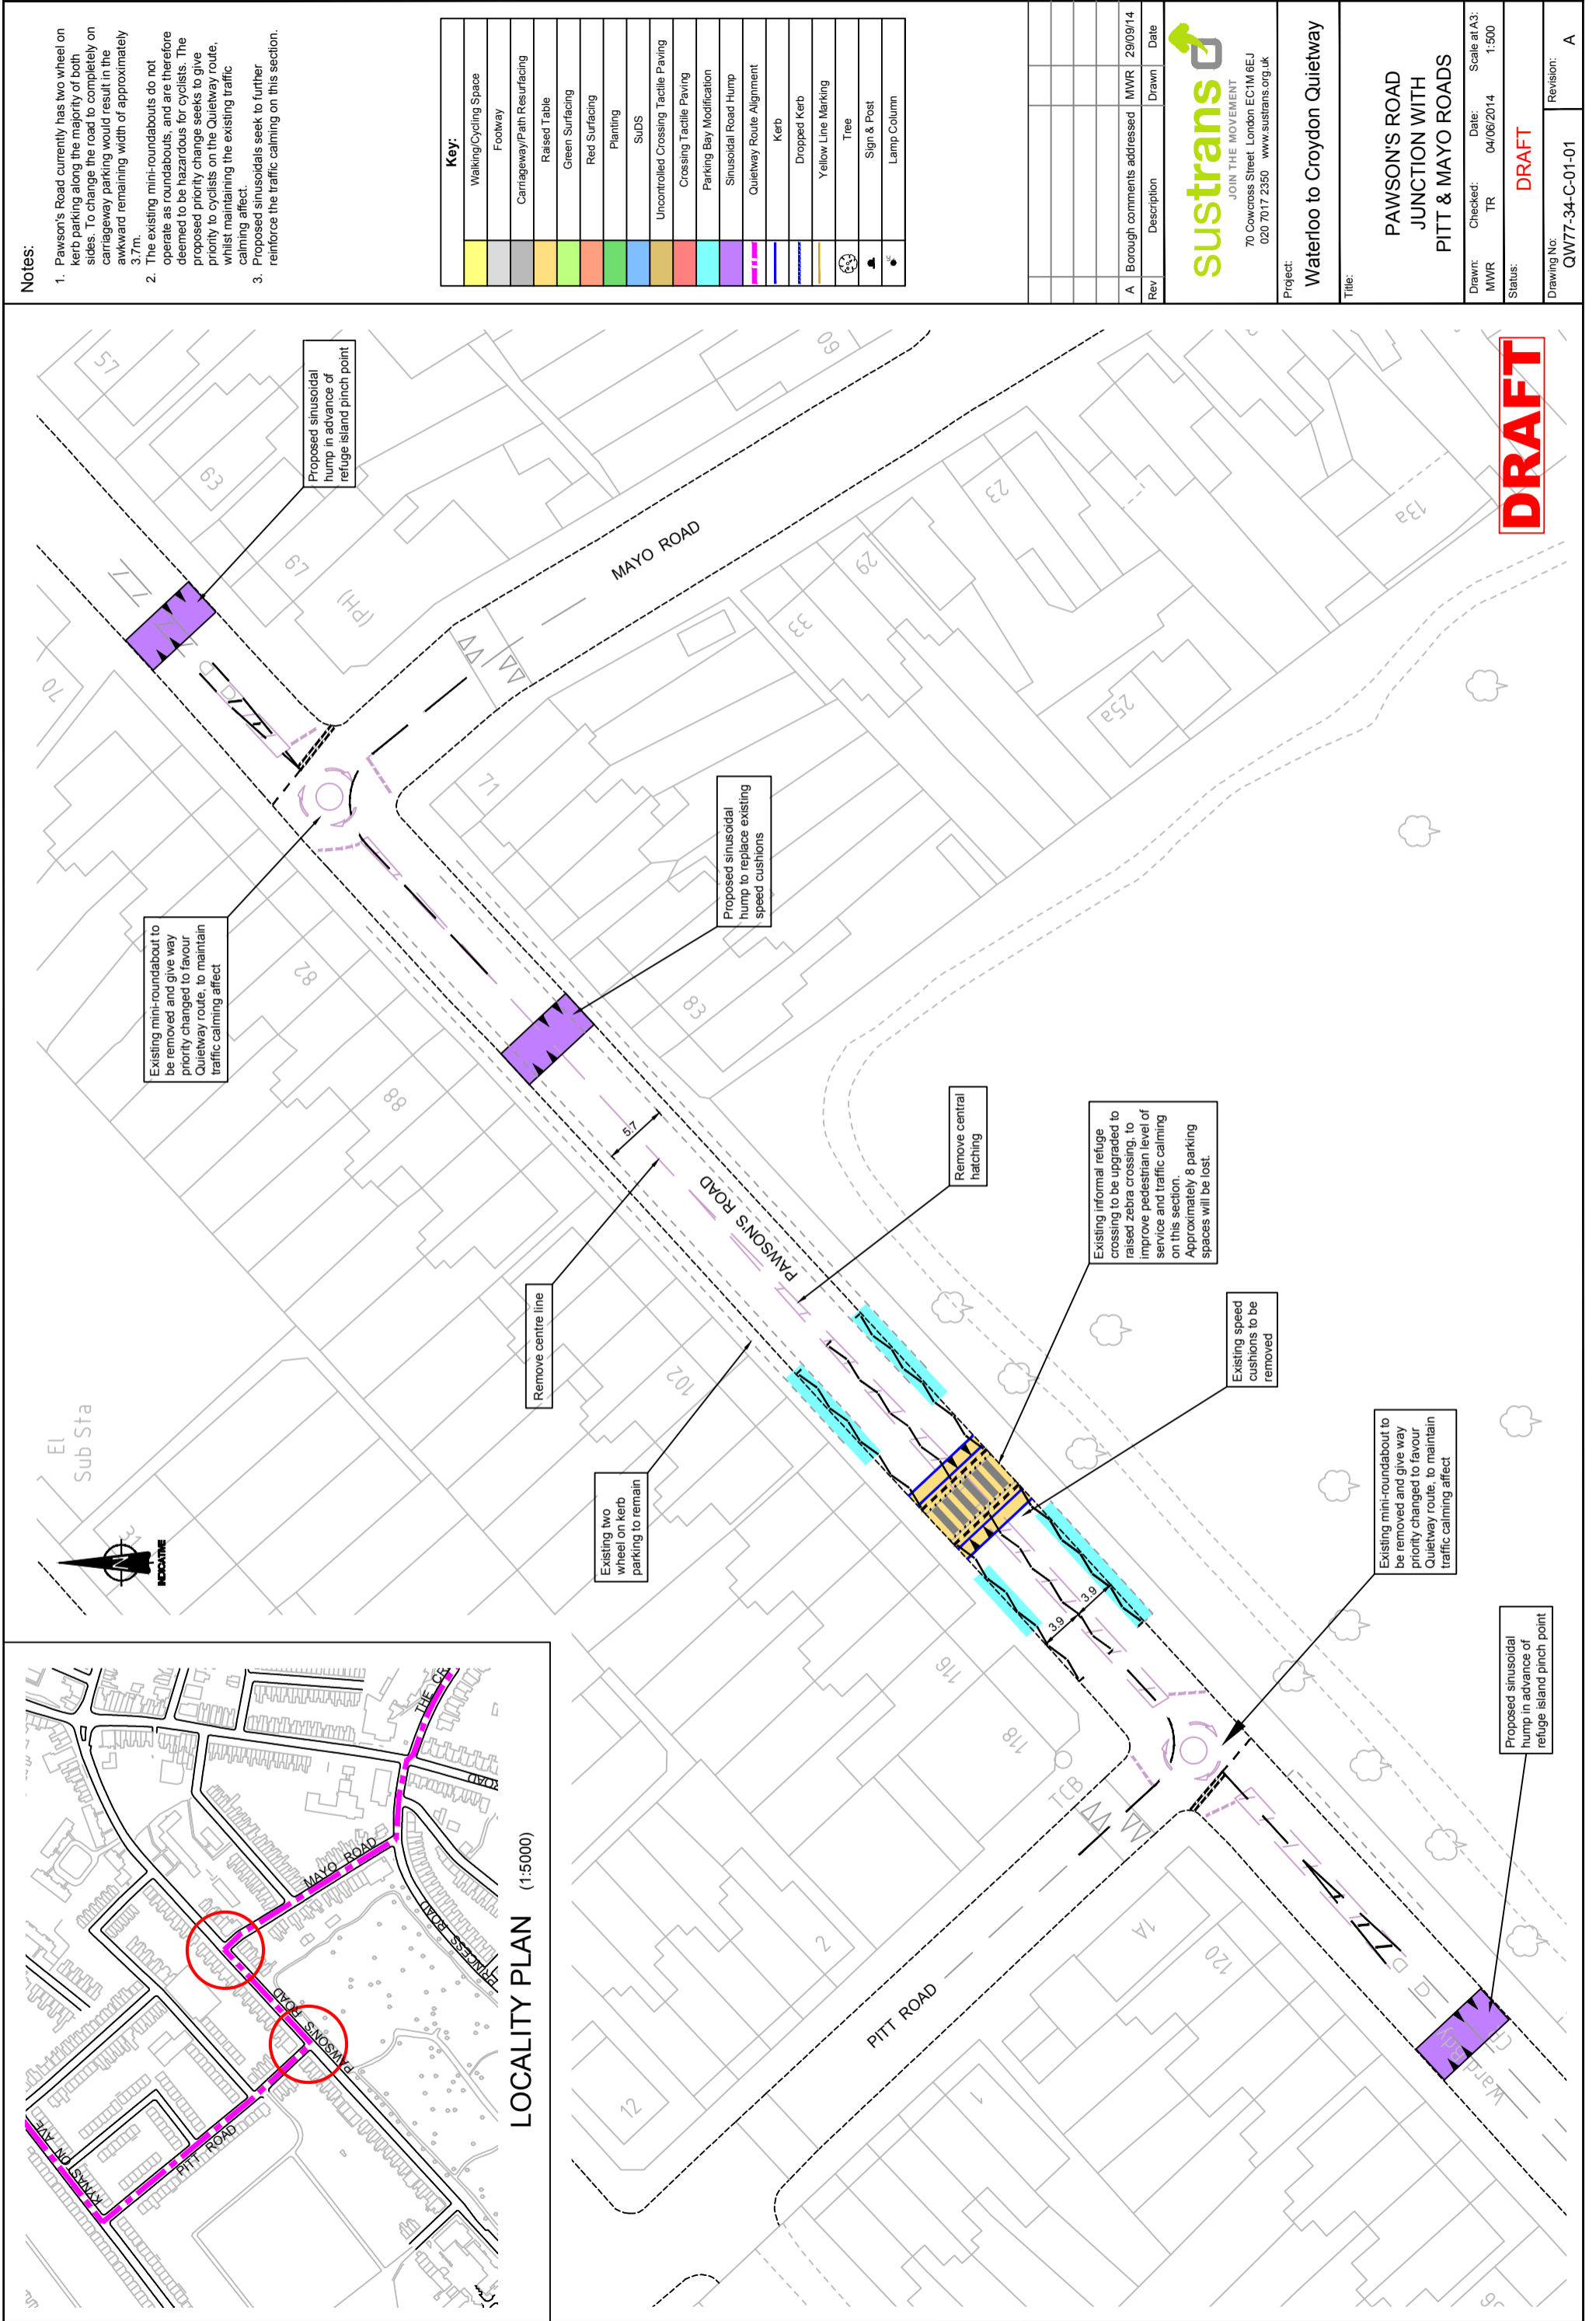 Notes:
1. Pawson's Road currently has two wheel on
kerb parking along the majority of both
sides. To change the road to completely on
carriageway parking would result in the
awkward remaining width of approximately
3.7m.
2. The existing mini-roundabouts do not
operate as roundabouts, and are therefore
deemed to be hazardous for cyclists. The
proposed priority change seeks to give
priority to cyclists on the Quietway route,
whilst maintaining the existing traffic
calming affect.
3. Proposed sinusoidals seek to further
reinforce the traffic calming on this section.
Key:
Walking/Cycling Space
Footway
Carriageway/Path Resurfacing
Raised Table
Green Surfacing
Red Surfacing
Planting
SuDS
Uncontrolled Crossing Tactile Paving
Crossing Tactile Paving
Parking Bay Modification
Sinusoidal Road Hump
Quietway Route Alignment
Kerb
Dropped Kerb
Yellow Line Marking
Tree
Sign & Post
LC
Lamp Column
A Borough comments addressed MWR 29/09/14
Rev Description Drawn Date
sustrans
JOIN THE MOVEMENT
70 Cowcross Street London EC1M 6EJ
020 7017 2350 www.sustrans.org.uk
Project:
Waterloo to Croydon Quietway
Title:
PAWSON'S ROAD
JUNCTION WITH
PITT & MAYO ROADS
Drawn: Checked: Date: Scale at A3:
MWR TR 04/06/2014 1:500
Status:
DRAFT
Drawing No: Revision:
QW77-34-C-01-01 A
LOCALITY PLAN (1:5000)
KYNASTON AVE
PITT ROAD
PAWSON'S ROAD
MAYO ROAD
PRINCESS ROAD
ROAD
THE CR
N
INDICATIVE
El
Sub Sta
31
Existing mini-roundabout to
be removed and give way
priority changed to favour
Quietway route, to maintain
traffic calming affect
Proposed sinusoidal
hump in advance of
refuge island pinch point
Proposed sinusoidal
hump to replace existing
speed cushions
Remove centre line
Existing two
wheel on kerb
parking to remain
Remove central
hatching
Existing informal refuge
crossing to be upgraded to
raised zebra crossing, to
improve pedestrian level of
service and traffic calming
on this section.
Approximately 8 parking
spaces will be lost.
Existing speed
cushions to be
removed
Existing mini-roundabout to
be removed and give way
priority changed to favour
Quietway route, to maintain
traffic calming affect
Proposed sinusoidal
hump in advance of
refuge island pinch point
PAWSON'S ROAD
MAYO ROAD
PITT ROAD
5.7
3.9
3.9
57
63
67
(PH)
70
71
82
83
88
102
116
118
TCB
120
1A
1
2
12
60
23
29
33
25a
13a
Ward Bdy
DRAFT